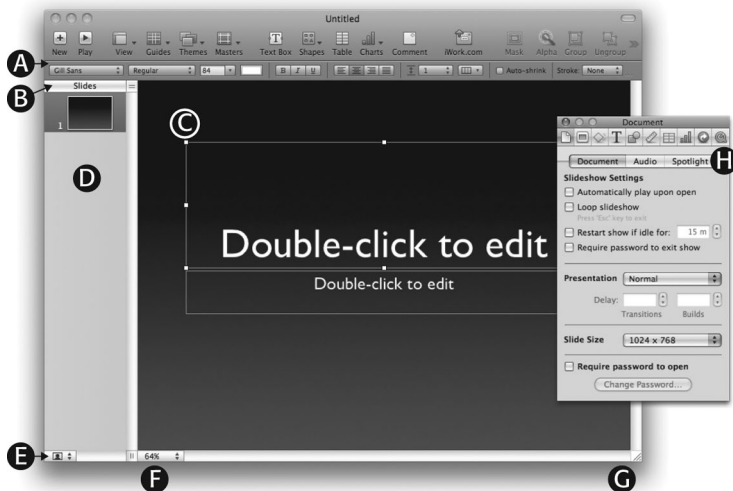 Untitled
New Play View Guides Themes Masters Text Box Shapes Table Charts Comment iWork.com Mask Alpha Group Ungroup
A
Gill Sans Regular 84 B I U 1 Auto-shrink Stroke: None
B Slides
1
C
D
Double-click to edit
Double-click to edit
E
64%
F
G
Document
Document Audio Spotlight H
Slideshow Settings
Automatically play upon open
Loop slideshow
Press 'Esc' key to exit
Restart show if idle for: 15 m
Require password to exit show
Presentation Normal
Delay:
Transitions Builds
Slide Size 1024 x 768
Require password to open
Change Password...